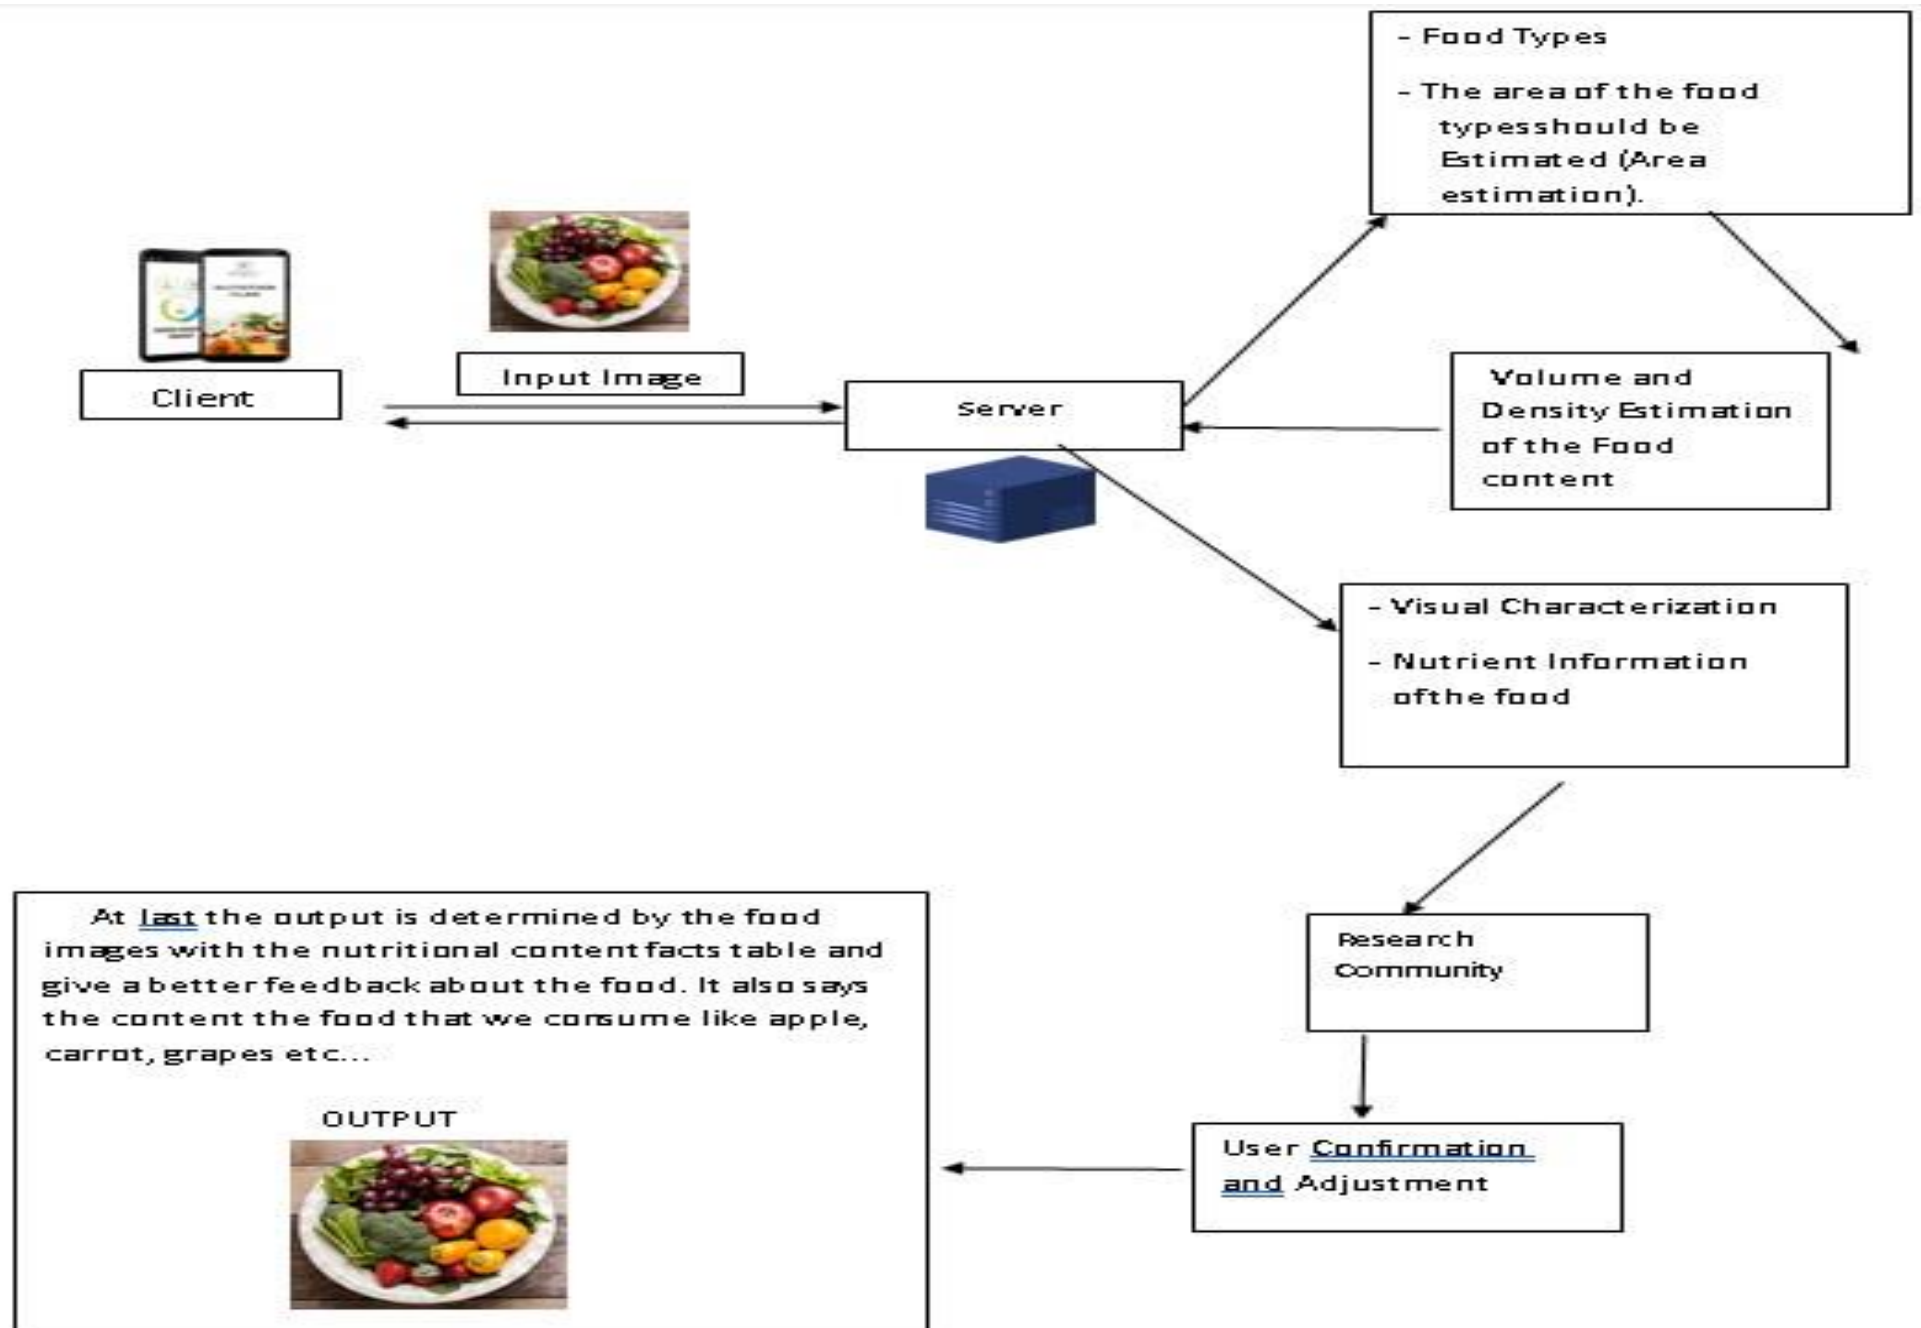 - Food Types
- The area of the food
typesshould be
Estimated (Area
estimation).
Input Image
Client
Server
Volume and
Density Estimation
of the Food
content
- Visual Characterization
- Nutrient Information
ofthe food
Research
Community
User Confirmation
and Adjustment
At last the output is determined by the food
images with the nutritional content facts table and
give a better feedback about the food. It also says
the content the food that we consume like apple,
carrot, grapes etc...
OUTPUT